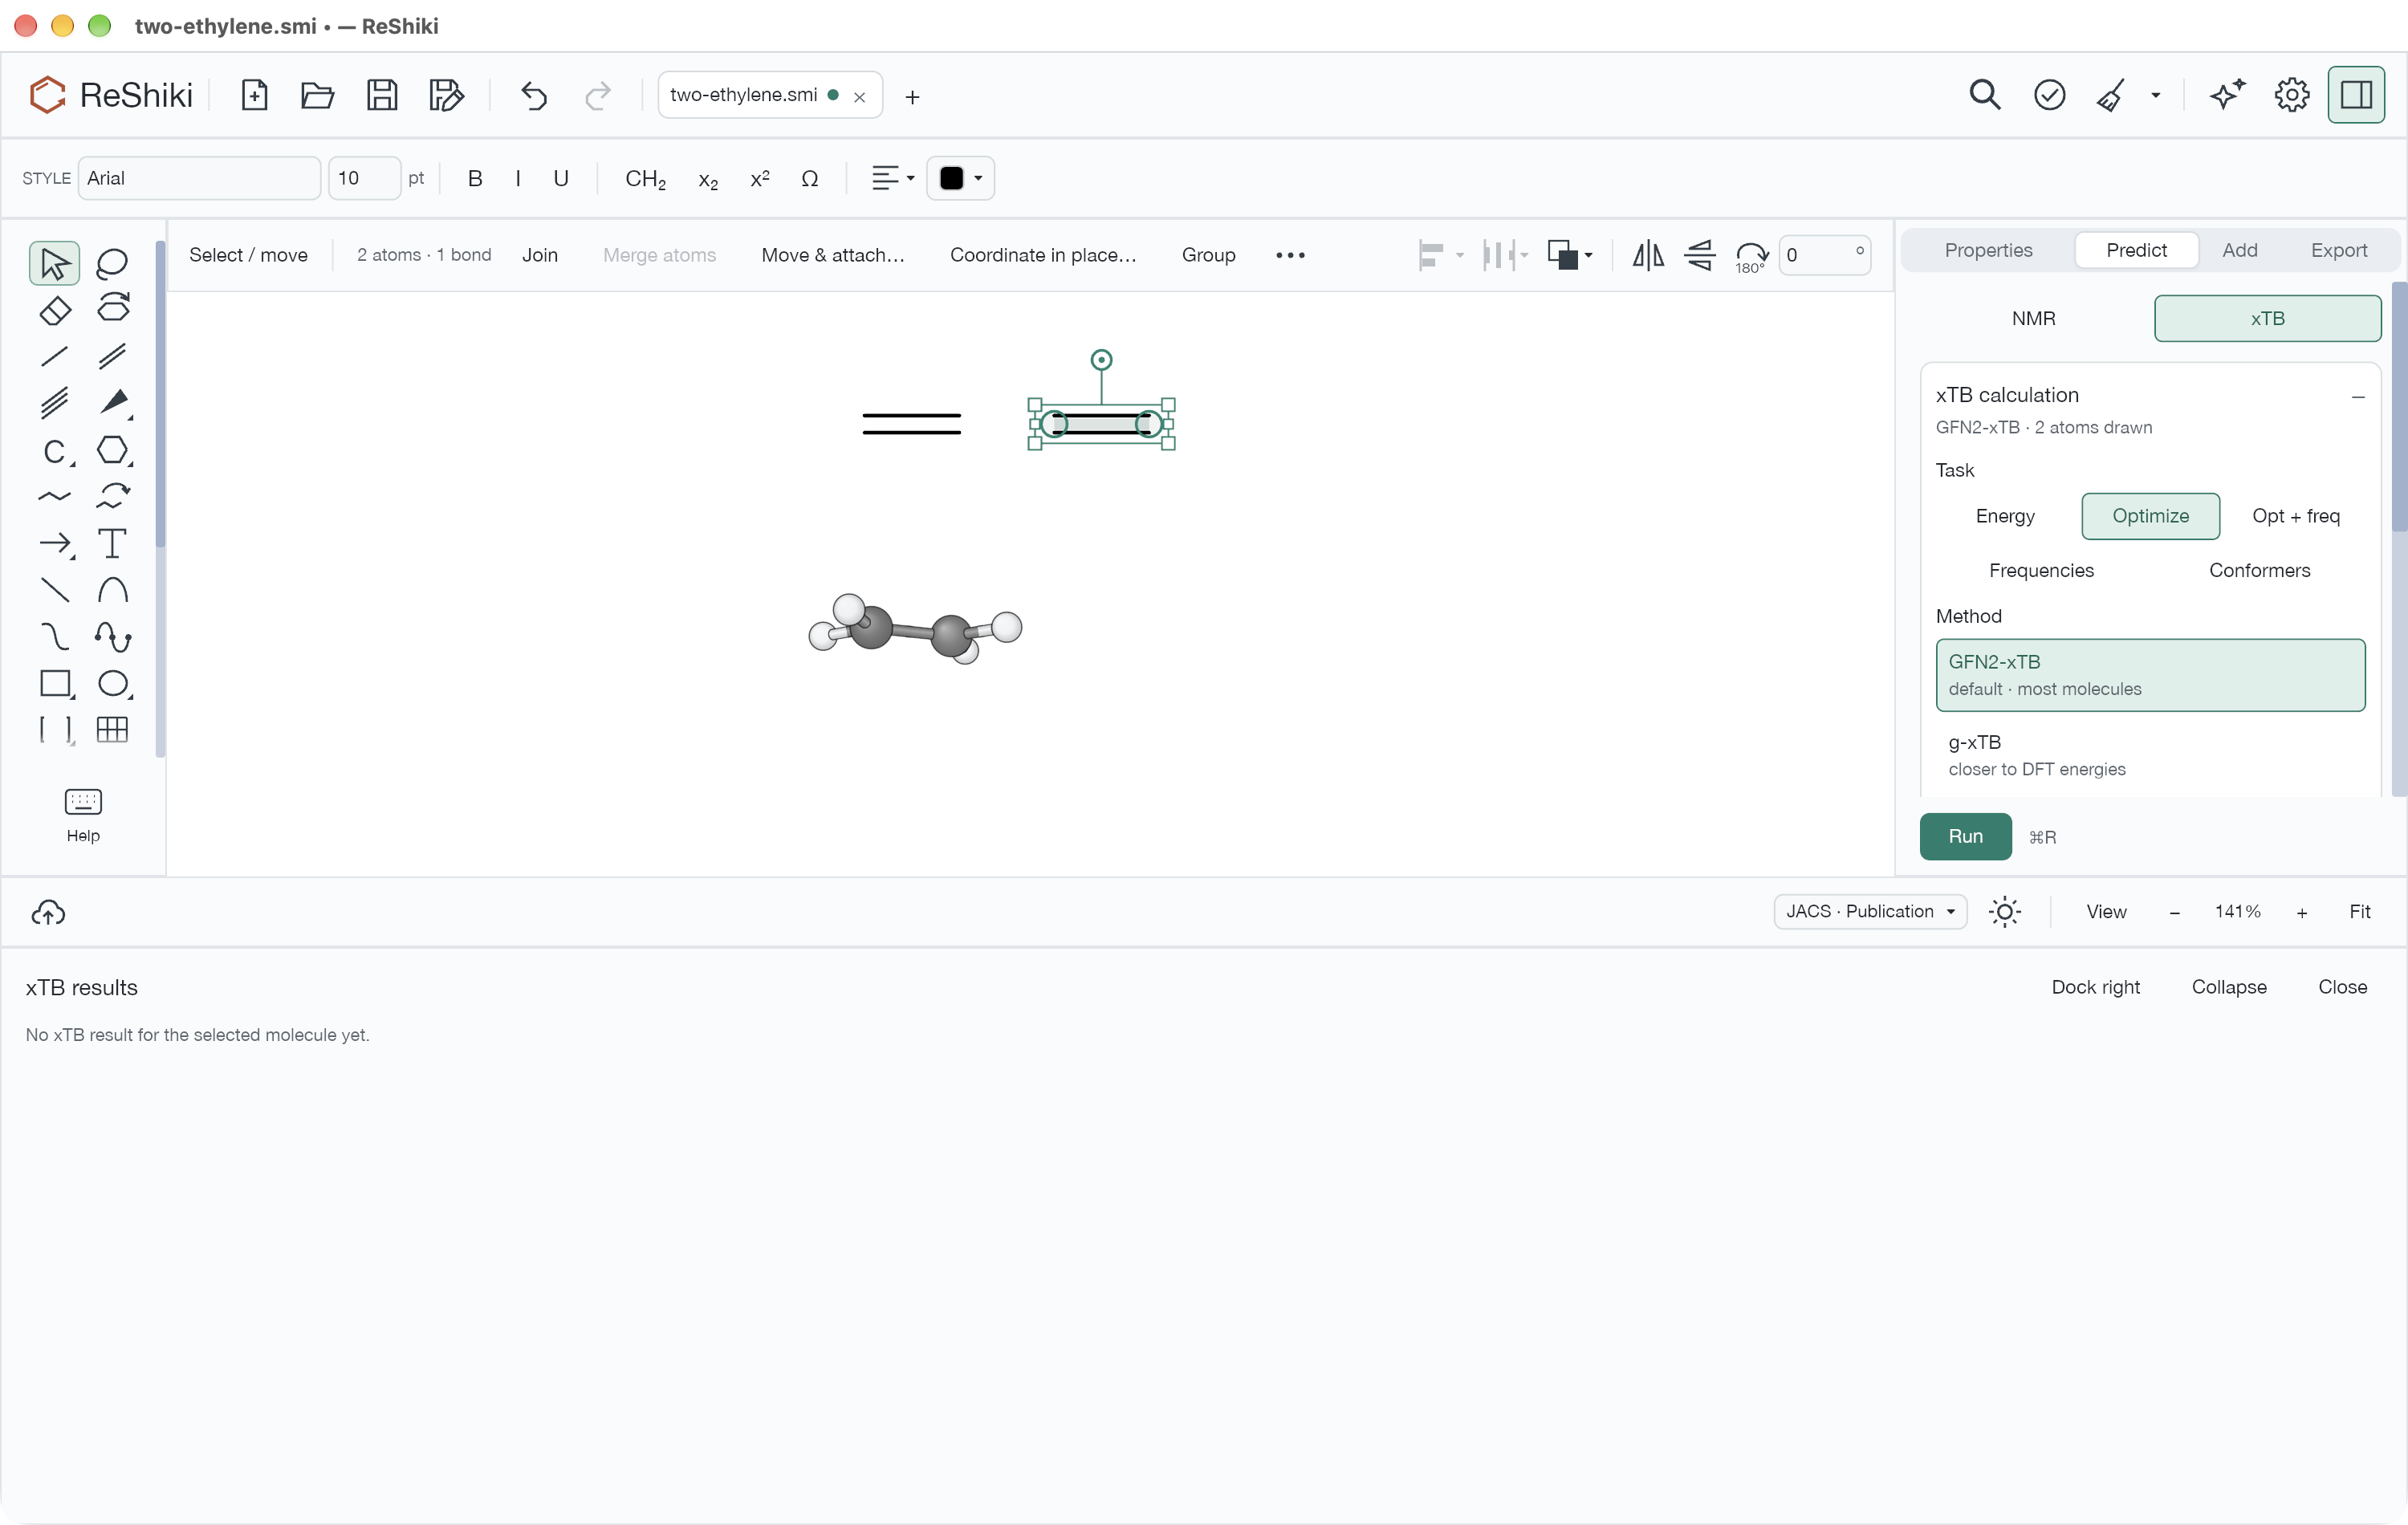 two-ethylene.smi • — ReShiki
ReShiki
two-ethylene.smi
STYLE Arial 10 pt B I U CH₂ x₂ x² Ω
Select / move 2 atoms · 1 bond Join Merge atoms Move & attach... Coordinate in place... Group ••• 180° 0 °
Properties Predict Add Export
NMR xTB
xTB calculation
GFN2-xTB · 2 atoms drawn
Task
Energy Optimize Opt + freq
Frequencies Conformers
Method
GFN2-xTB
default · most molecules
g-xTB
closer to DFT energies
Run ⌘R
C
T
Help
JACS · Publication View – 141% + Fit
xTB results Dock right Collapse Close
No xTB result for the selected molecule yet.